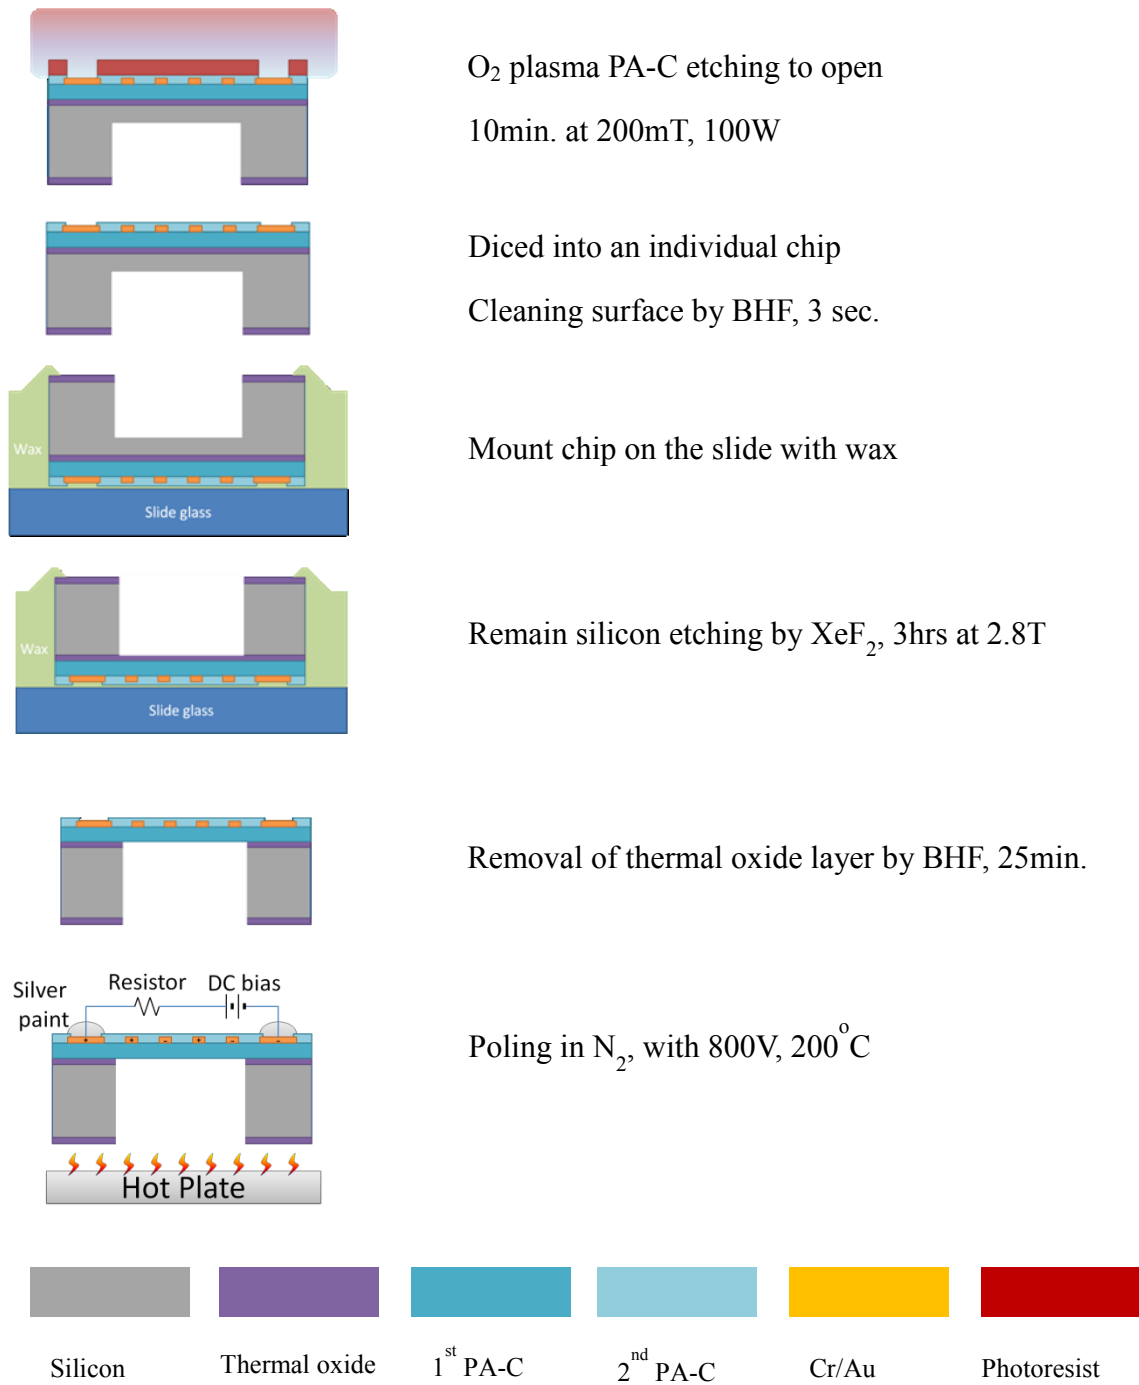 O₂ plasma PA-C etching to open
10min. at 200mT, 100W
Diced into an individual chip
Cleaning surface by BHF, 3 sec.
Wax
Slide glass
Mount chip on the slide with wax
Wax
Slide glass
Remain silicon etching by XeF₂, 3hrs at 2.8T
Removal of thermal oxide layer by BHF, 25min.
Silver paint
Resistor
DC bias
+ + - + - -
Hot Plate
Poling in N₂, with 800V, 200°C
Silicon
Thermal oxide
1st PA-C
2nd PA-C
Cr/Au
Photoresist